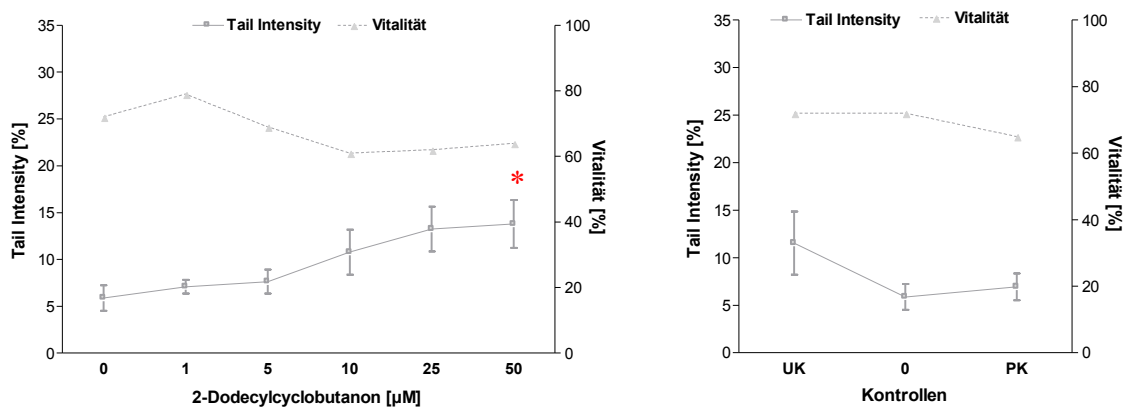 Tail Intensity Vitalität
35
30
25
20
15
10
5
0
Tail Intensity [%]
100
80
60
40
20
0
Vitalität [%]
*
0 1 5 10 25 50
2-Dodecylcyclobutanon [µM]
Tail Intensity Vitalität
35
30
25
20
15
10
5
0
Tail Intensity [%]
100
80
60
40
20
0
Vitalität [%]
UK 0 PK
Kontrollen